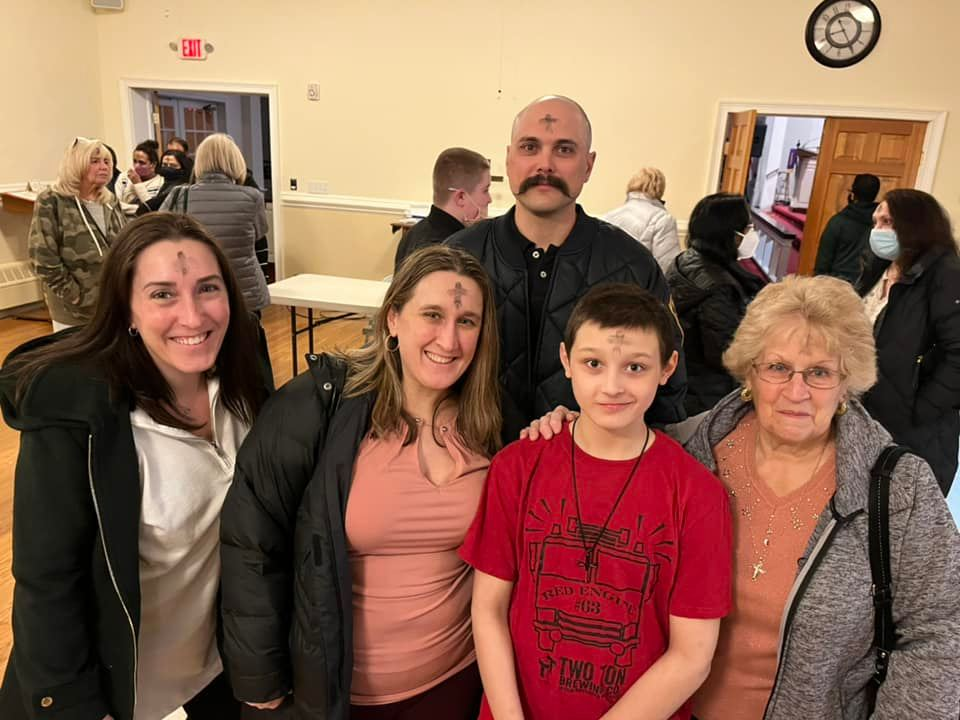 EXIT
RED ENGINE
#63
TWO TON
BREWING CO